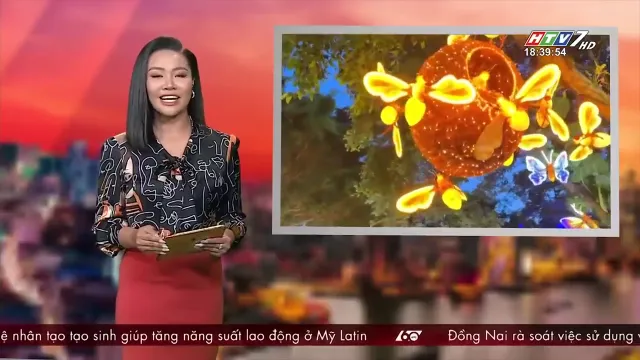 HTV7 HD
18:39:54
ệ nhân tạo tạo sinh giúp tăng năng suất lao động ở Mỹ Latin 60 Đồng Nai rà soát việc sử dụng